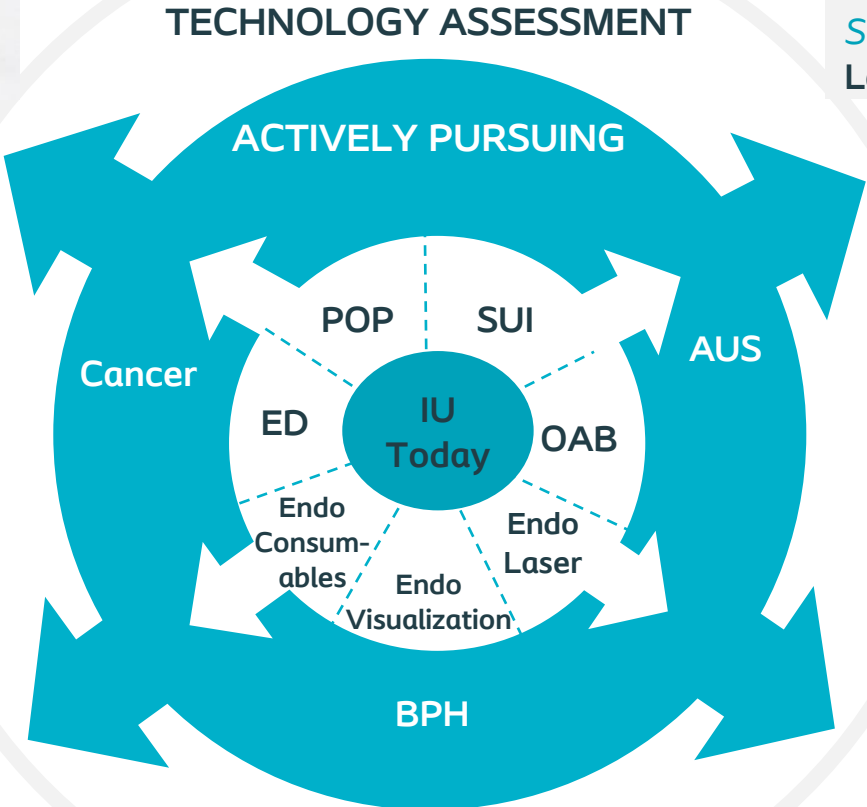 TECHNOLOGY ASSESSMENT
ACTIVELY PURSUING
POP
SUI
Cancer
AUS
ED
IU
Today
OAB
Endo
Consum-
ables
Endo
Laser
Endo
Visualization
BPH